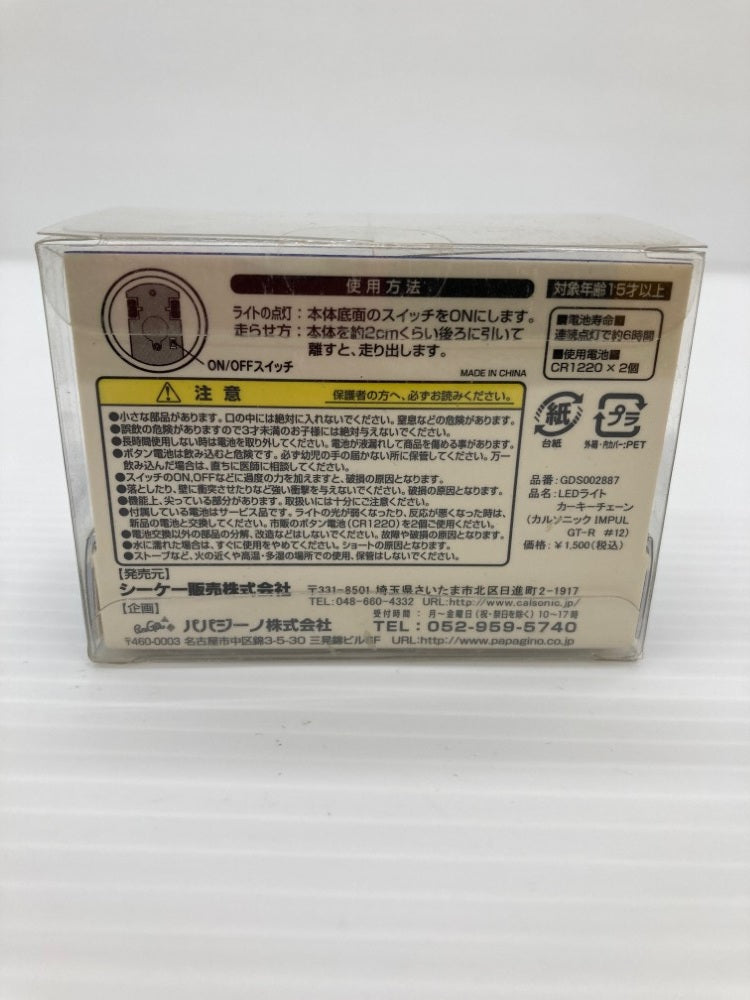 使用方法
対象年齢15才以上
ライトの点灯:本体底面のスイッチをONにします。
走らせ方:本体を約2cmくらい後ろに引いて
離すと、走り出します。
ON/OFFスイッチ
MADE IN CHINA
■電池寿命■
連続点灯で約6時間
■使用電池■
CR1220×2個
注意
保護者の方へ、必ずお読みください。
●小さな部品があります。口の中には絶対に入れないでください。窒息などの危険があります。
●誤飲の危険がありますので3才未満のお子様には絶対与えないでください。
●長時間使用しない時は電池を取り外してください。電池が液漏れして商品を傷める事があります。
●ボタン電池は飲み込むと危険です。必ず幼児の手の届かない所に保管してください。万一
飲み込んだ場合は、直ちに医師に相談してください。
●スイッチのON,OFFなどに過度の力を加えますと、破損の原因となります。
●落としたり、壁に衝突させたりなど強い衝撃を与えないでください。破損の原因となります。
●機能上、尖っている部分があります。取扱いには十分にご注意ください。
●付属している電池はサービス品です。ライトの光が弱くなったり、反応が悪くなった時は、
新品の電池と交換してください。市販のボタン電池(CR1220)を2個ご使用ください。
●電池交換以外の部品の分解、改造などはしないでください。故障や破損の原因となります。
●水に濡れた場合は、すぐに使用をやめてください。ショートの原因となります。
●ストーブなど、火の近くや高温・多湿の場所での使用、保管はしないでください。
紙
台紙
プラ
外箱・内カバー:PET
品番:GDS002887
品名:LEDライト
カーキーチェーン
(カルソニック IMPUL
GT-R #12)
価格:¥1,500(税込)
【発売元】
シーケー販売株式会社 〒331-8501 埼玉県さいたま市北区日進町2-1917
TEL:048-660-4332 URL:http://www.calsonic.jp/
【企画】
受付時間:月〜金曜日(祝・祭日を除く)10〜17時
パパジーノ株式会社 TEL:052-959-5740
〒460-0003 名古屋市中区錦3-5-30 三晃錦ビル8F URL:http://www.papagino.co.jp